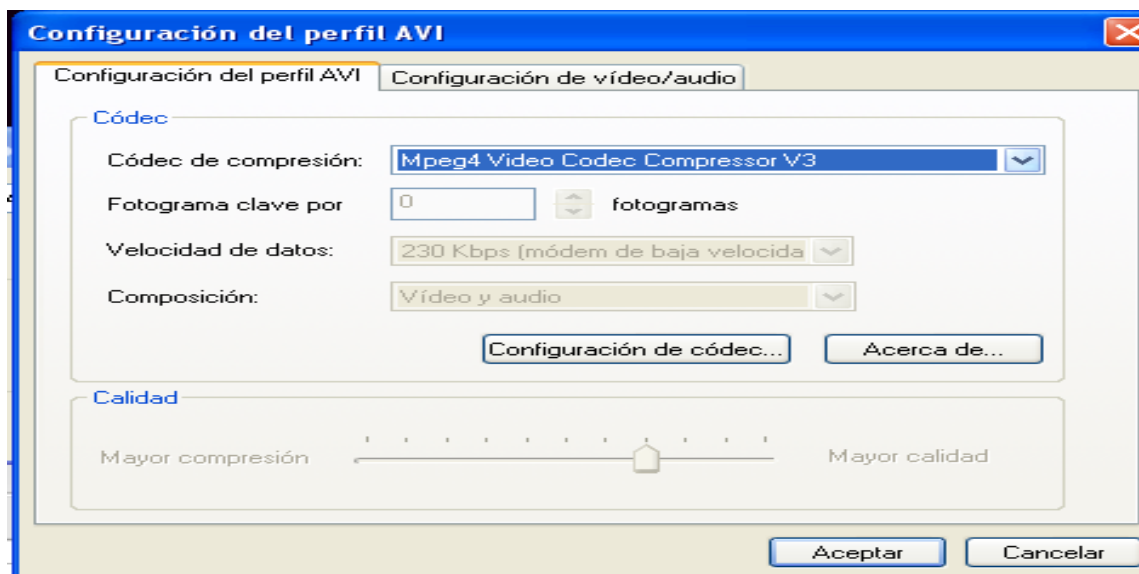 Configuración del perfil AVI
Configuración del perfil AVI Configuración de vídeo/audio
Códec
Códec de compresión: Mpeg4 Video Codec Compressor V3
Fotograma clave por 0 fotogramas
Velocidad de datos: 230 Kbps (módem de baja velocida
Composición: Vídeo y audio
Configuración de códec... Acerca de...
Calidad
Mayor compresión Mayor calidad
Aceptar Cancelar